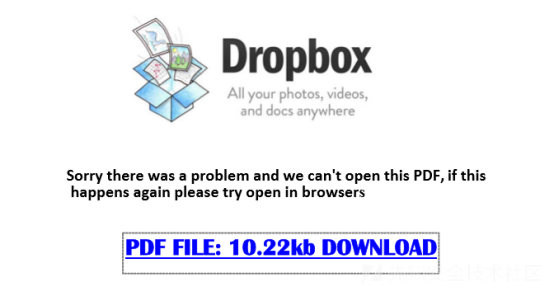 Dropbox
All your photos, videos,
and docs anywhere
Sorry there was a problem and we can't open this PDF, if this
happens again please try open in browsers
PDF FILE: 10.22kb DOWNLOAD